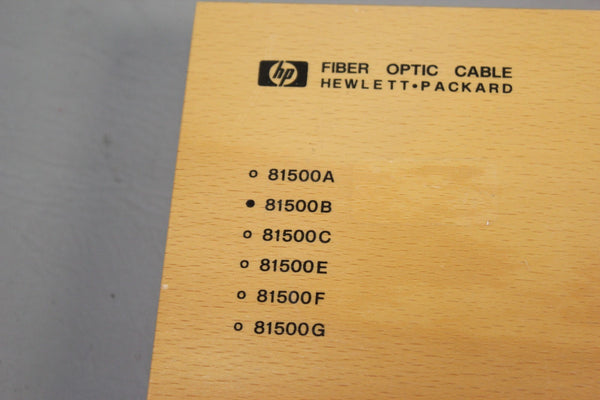 hp FIBER OPTIC CABLE
HEWLETT•PACKARD
○ 81500A
● 81500B
○ 81500C
○ 81500E
○ 81500F
○ 81500G